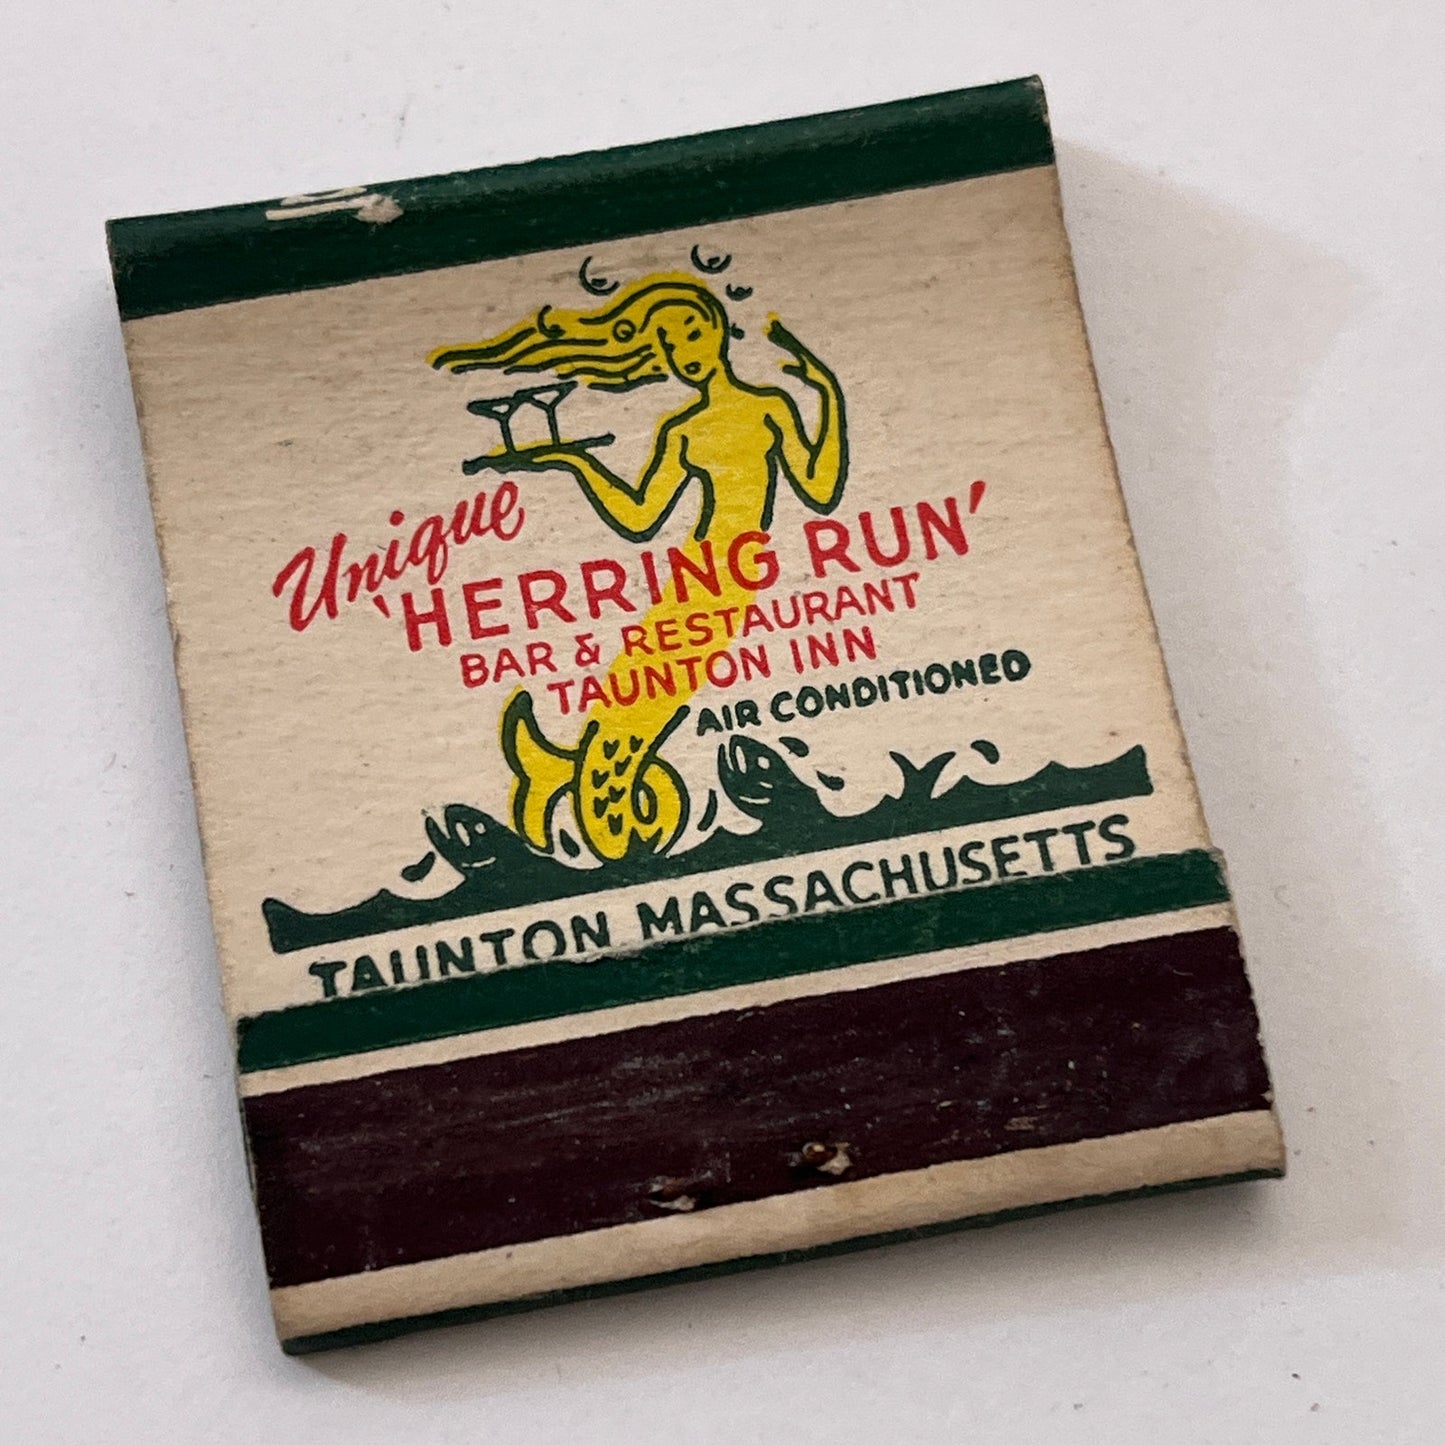 Unique
'HERRING RUN'
BAR & RESTAURANT
TAUNTON INN
AIR CONDITIONED
TAUNTON MASSACHUSETTS